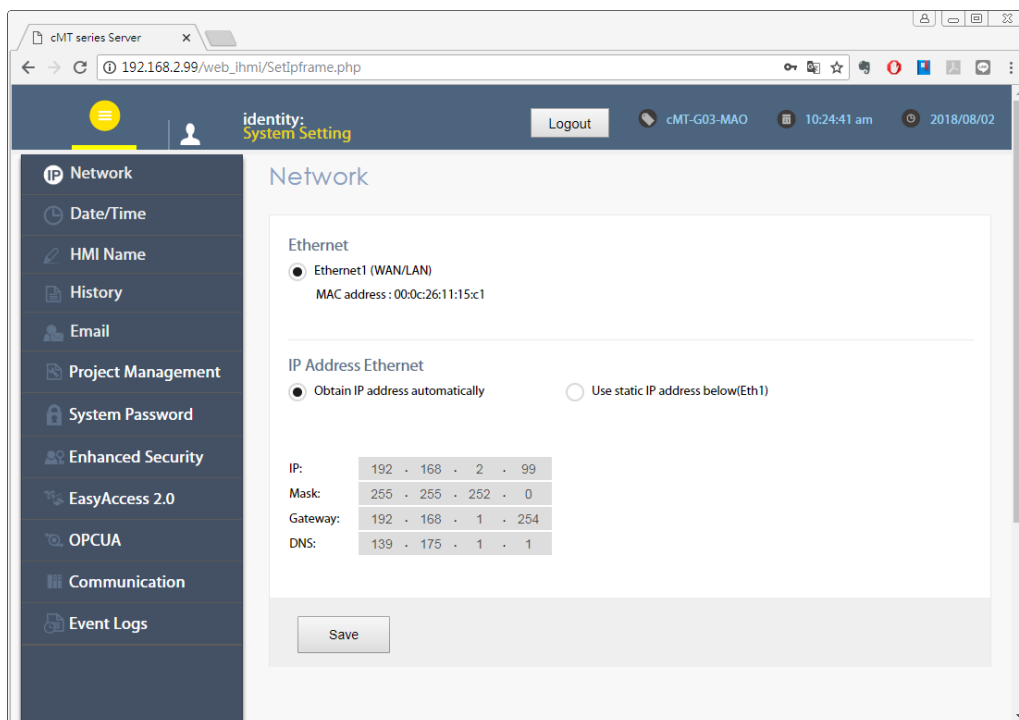 cMT series Server
192.168.2.99/web_ihmi/SetIpframe.php
identity:
System Setting
Logout
cMT-G03-MAO
10:24:41 am
2018/08/02
IP Network
Date/Time
HMI Name
History
Email
Project Management
System Password
Enhanced Security
EasyAccess 2.0
OPCUA
Communication
Event Logs
Network
Ethernet
Ethernet1 (WAN/LAN)
MAC address : 00:0c:26:11:15:c1
IP Address Ethernet
Obtain IP address automatically
Use static IP address below(Eth1)
IP: 192 . 168 . 2 . 99
Mask: 255 . 255 . 252 . 0
Gateway: 192 . 168 . 1 . 254
DNS: 139 . 175 . 1 . 1
Save